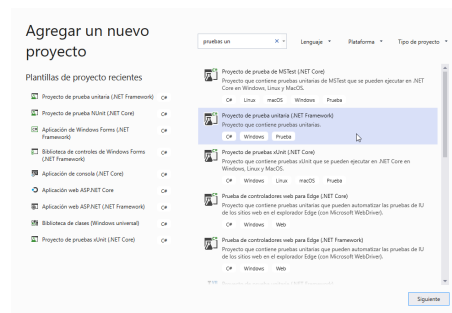 Agregar un nuevo
proyecto
Plantillas de proyecto recientes
Proyecto de prueba unitaria (.NET Framework) C#
Proyecto de prueba NUnit (.NET Core) C#
Aplicación de Windows Forms (.NET
Framework) C#
Biblioteca de controles de Windows Forms
(.NET Framework) C#
Aplicación de consola (.NET Core) C#
Aplicación web ASP.NET Core C#
Aplicación web ASP.NET (.NET Framework) C#
Biblioteca de clases (Windows universal) C#
Proyecto de pruebas xUnit (.NET Core) C#
pruebas un
Lenguaje Plataforma Tipo de proyecto
Proyecto de prueba de MSTest (.NET Core)
Proyecto que contiene pruebas unitarias de MSTest que se pueden ejecutar en .NET
Core en Windows, Linux y MacOS.
C# Linux macOS Windows Prueba
Proyecto de prueba unitaria (.NET Framework)
Proyecto que contiene pruebas unitarias.
C# Windows Prueba
Proyecto de pruebas xUnit (.NET Core)
Proyecto que contiene pruebas xUnit que se pueden ejecutar en .NET Core en
Windows, Linux y MacOS.
C# Windows Linux macOS Prueba
Prueba de controladores web para Edge (.NET Core)
Proyecto que contiene pruebas unitarias que pueden automatizar las pruebas de IU
de los sitios web en el explorador Edge (con Microsoft WebDriver).
C# Windows Web
Prueba de controladores web para Edge (.NET Framework)
Proyecto que contiene pruebas unitarias que pueden automatizar las pruebas de IU
de los sitios web en el explorador Edge (con Microsoft WebDriver).
C# Windows Web
Siguiente